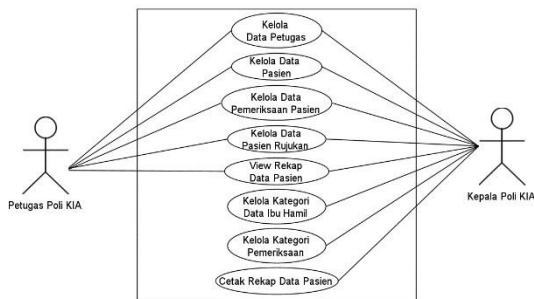 Kelola
Data Petugas
Kelola Data
Pasien
Kelola Data
Pemeriksaan Pasien
Kelola Data
Pasien Rujukan
View Rekap
Data Pasien
Kelola Kategori
Data Ibu Hamil
Kelola Kategori
Pemeriksaan
Cetak Rekap Data Pasien
Petugas Poli KIA
Kepala Poli KIA